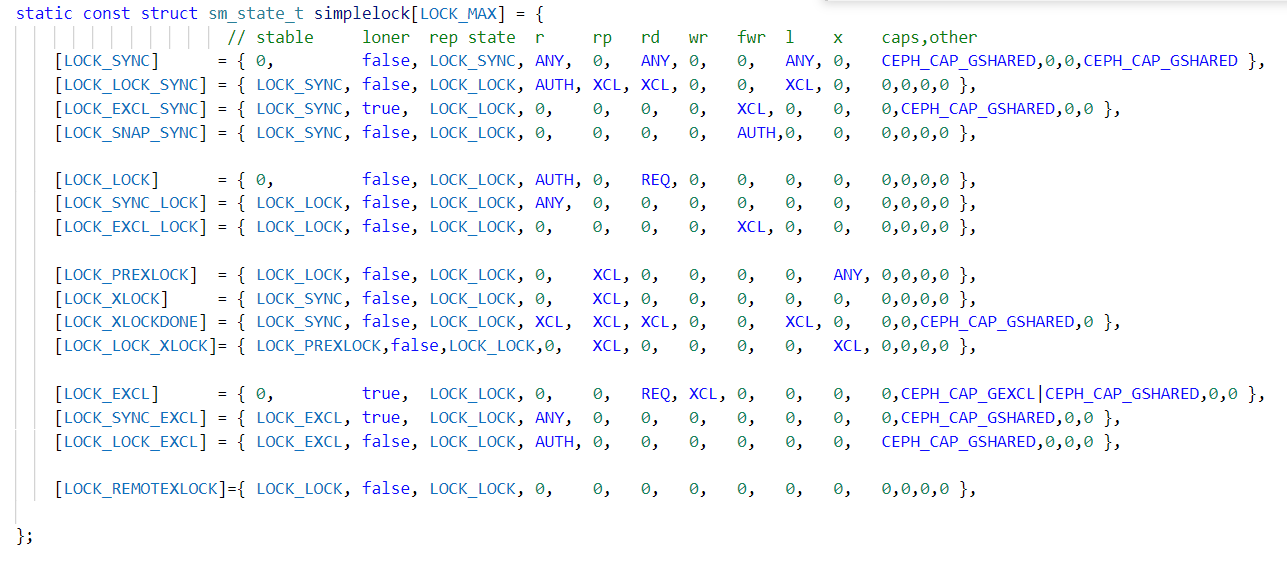 static const struct sm_state_t simplelock[LOCK_MAX] = {
                      // stable     loner  rep state  r     rp   rd   wr   fwr  l    x    caps,other
    [LOCK_SYNC]      = { 0,         false, LOCK_SYNC, ANY,  0,   ANY, 0,   0,   ANY, 0,   CEPH_CAP_GSHARED,0,0,CEPH_CAP_GSHARED },
    [LOCK_LOCK_SYNC] = { LOCK_SYNC, false, LOCK_LOCK, AUTH, XCL, XCL, 0,   0,   XCL, 0,   0,0,0,0 },
    [LOCK_EXCL_SYNC] = { LOCK_SYNC, true,  LOCK_LOCK, 0,    0,   0,   0,   XCL, 0,   0,   0,CEPH_CAP_GSHARED,0,0 },
    [LOCK_SNAP_SYNC] = { LOCK_SYNC, false, LOCK_LOCK, 0,    0,   0,   0,   AUTH,0,   0,   0,0,0,0 },
    [LOCK_LOCK]      = { 0,         false, LOCK_LOCK, AUTH, 0,   REQ, 0,   0,   0,   0,   0,0,0,0 },
    [LOCK_SYNC_LOCK] = { LOCK_LOCK, false, LOCK_LOCK, ANY,  0,   0,   0,   0,   0,   0,   0,0,0,0 },
    [LOCK_EXCL_LOCK] = { LOCK_LOCK, false, LOCK_LOCK, 0,    0,   0,   0,   XCL, 0,   0,   0,0,0,0 },
    [LOCK_PREXLOCK]  = { LOCK_LOCK, false, LOCK_LOCK, 0,    XCL, 0,   0,   0,   0,   ANY, 0,0,0,0 },
    [LOCK_XLOCK]     = { LOCK_SYNC, false, LOCK_LOCK, 0,    XCL, 0,   0,   0,   0,   0,   0,0,0,0 },
    [LOCK_XLOCKDONE] = { LOCK_SYNC, false, LOCK_LOCK, XCL,  XCL, XCL, 0,   0,   XCL, 0,   0,0,CEPH_CAP_GSHARED,0 },
    [LOCK_LOCK_XLOCK]= { LOCK_PREXLOCK,false,LOCK_LOCK,0,   XCL, 0,   0,   0,   0,   XCL, 0,0,0,0 },
    [LOCK_EXCL]      = { 0,         true,  LOCK_LOCK, 0,    0,   REQ, XCL, 0,   0,   0,   0,CEPH_CAP_GEXCL|CEPH_CAP_GSHARED,0,0 },
    [LOCK_SYNC_EXCL] = { LOCK_EXCL, true,  LOCK_LOCK, ANY,  0,   0,   0,   0,   0,   0,   0,CEPH_CAP_GSHARED,0,0 },
    [LOCK_LOCK_EXCL] = { LOCK_EXCL, false, LOCK_LOCK, AUTH, 0,   0,   0,   0,   0,   0,   CEPH_CAP_GSHARED,0,0,0 },
    [LOCK_REMOTEXLOCK]={ LOCK_LOCK, false, LOCK_LOCK, 0,    0,   0,   0,   0,   0,   0,   0,0,0,0 },
};